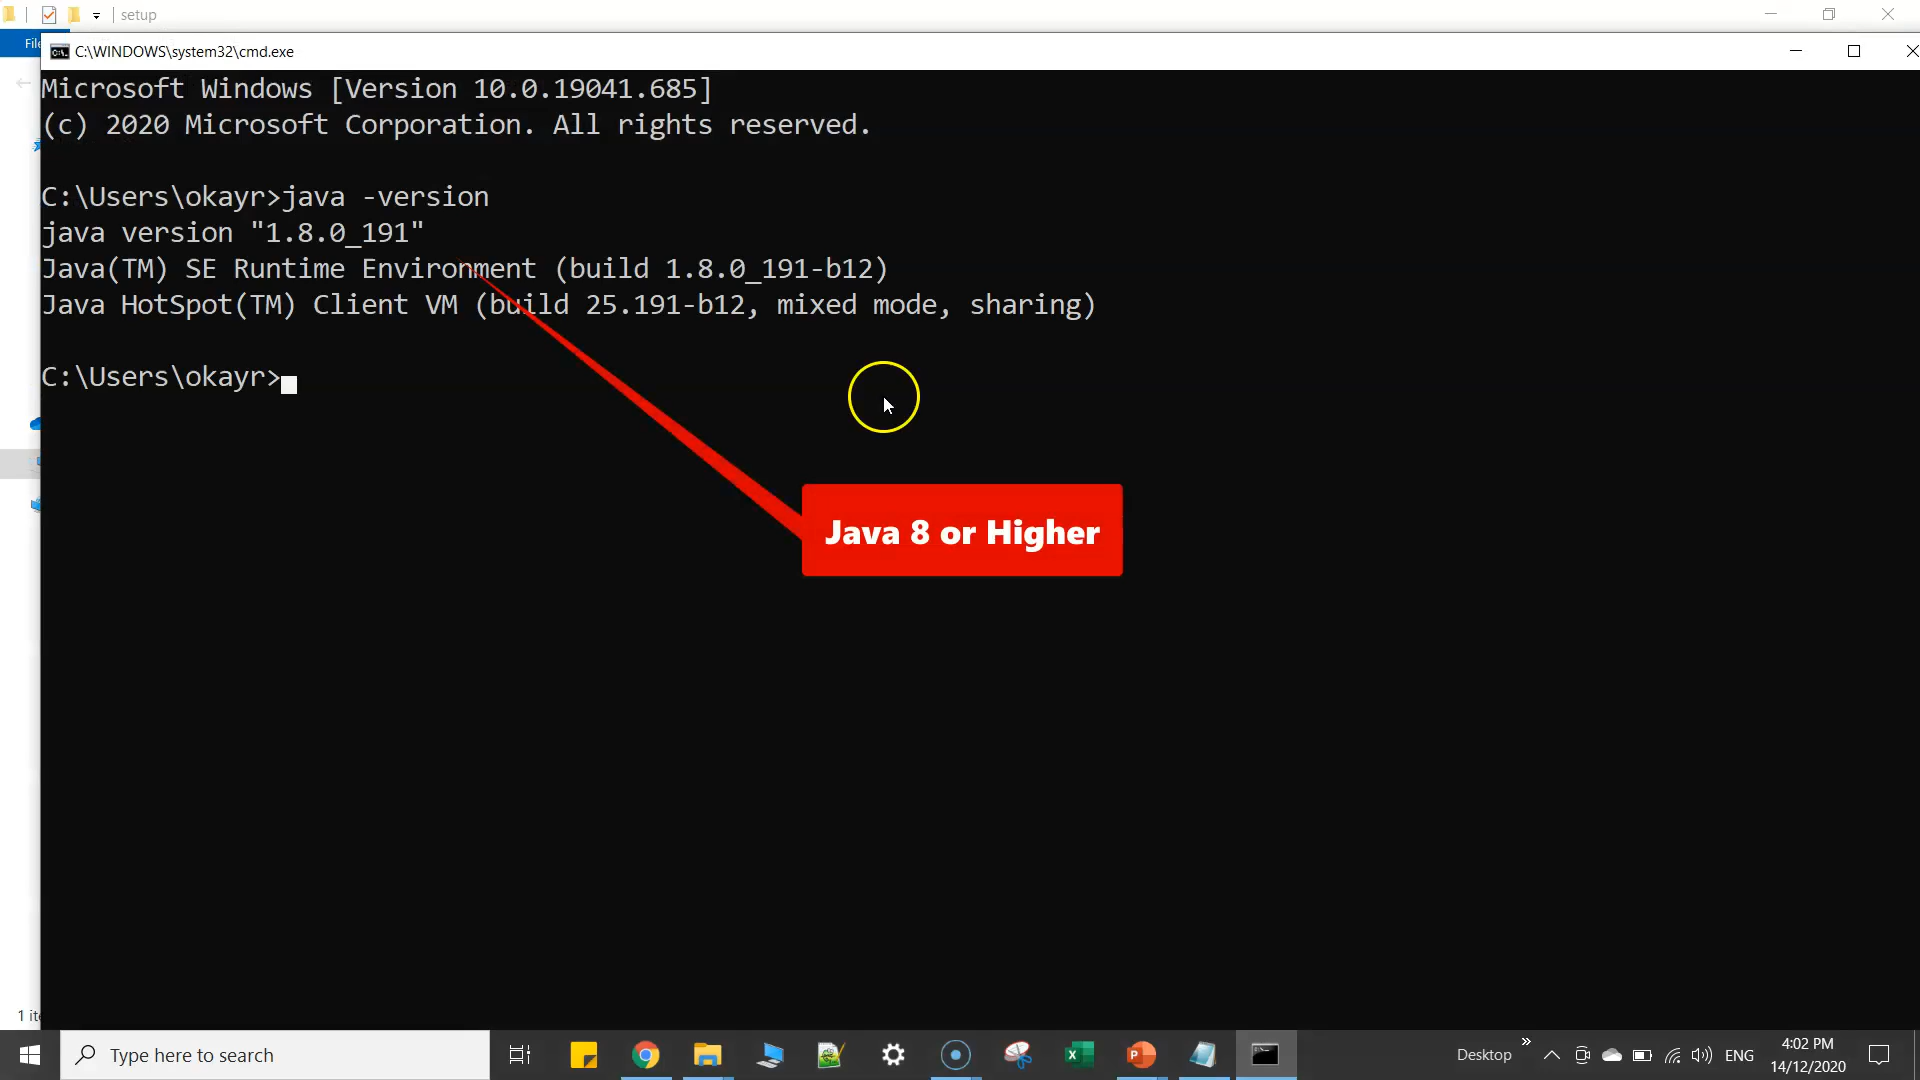 setup
File
C:\WINDOWS\system32\cmd.exe
Microsoft Windows [Version 10.0.19041.685]
(c) 2020 Microsoft Corporation. All rights reserved.
C:\Users\okayr>java -version
java version "1.8.0_191"
Java(TM) SE Runtime Environment (build 1.8.0_191-b12)
Java HotSpot(TM) Client VM (build 25.191-b12, mixed mode, sharing)
C:\Users\okayr>
Java 8 or Higher
1 ite
Type here to search
Desktop
ENG
4:02 PM
14/12/2020